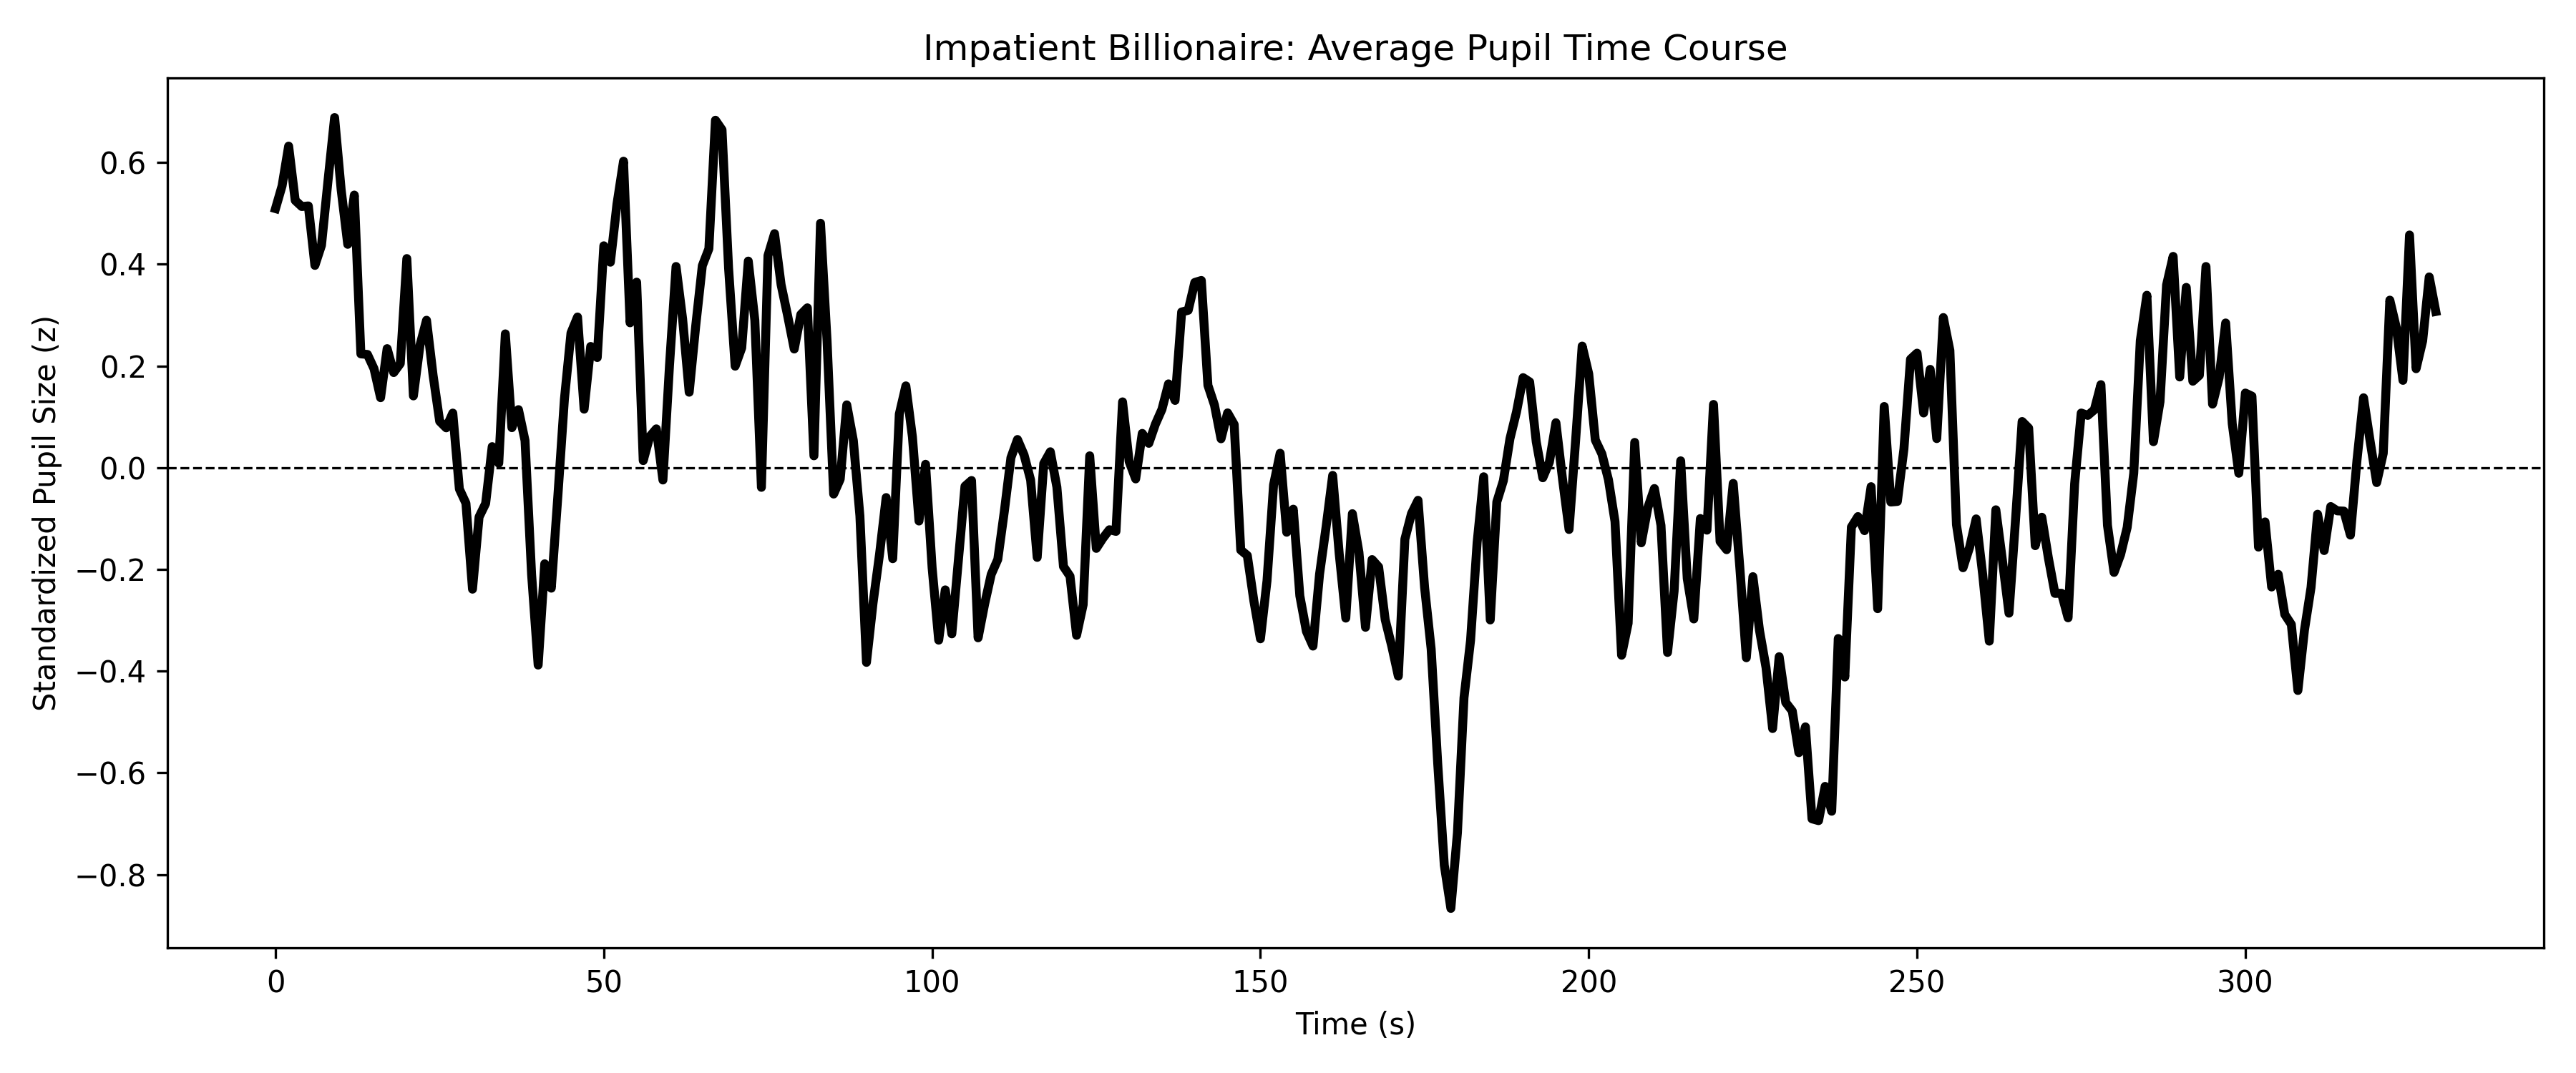 Impatient Billionaire: Average Pupil Time Course
Standardized Pupil Size (z)
0.6
0.4
0.2
0.0
−0.2
−0.4
−0.6
−0.8
0 50 100 150 200 250 300
Time (s)